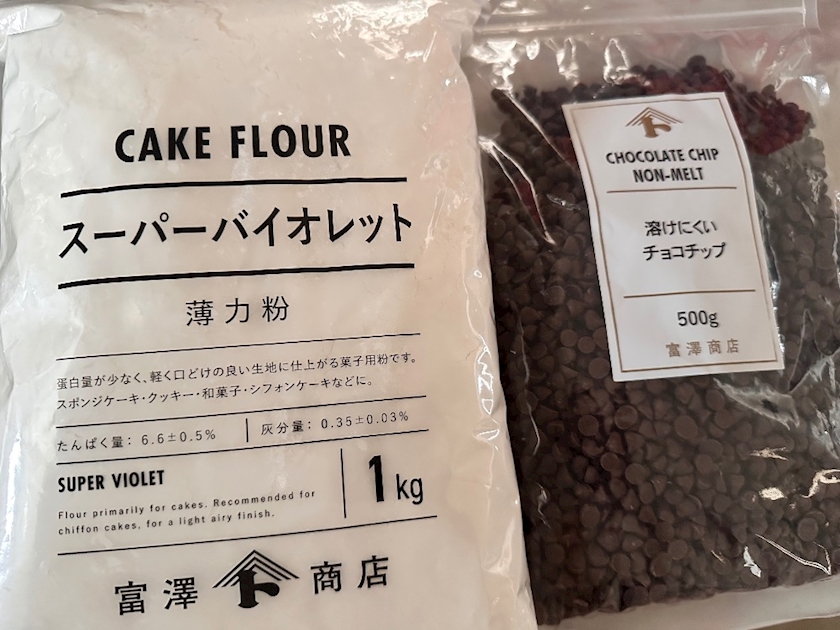 CAKE FLOUR
スーパーバイオレット
薄力粉
蛋白量が少なく、軽く口どけの良い生地に仕上がる菓子用粉です。
スポンジケーキ・クッキー・和菓子・シフォンケーキなどに。
たんぱく量： 6.6±0.5% 灰分量： 0.35±0.03%
SUPER VIOLET
Flour primarily for cakes. Recommended for
chiffon cakes, for a light airy finish.
1kg
富澤 ト 商店
CHOCOLATE CHIP
NON-MELT
溶けにくい
チョコチップ
500g
富澤商店